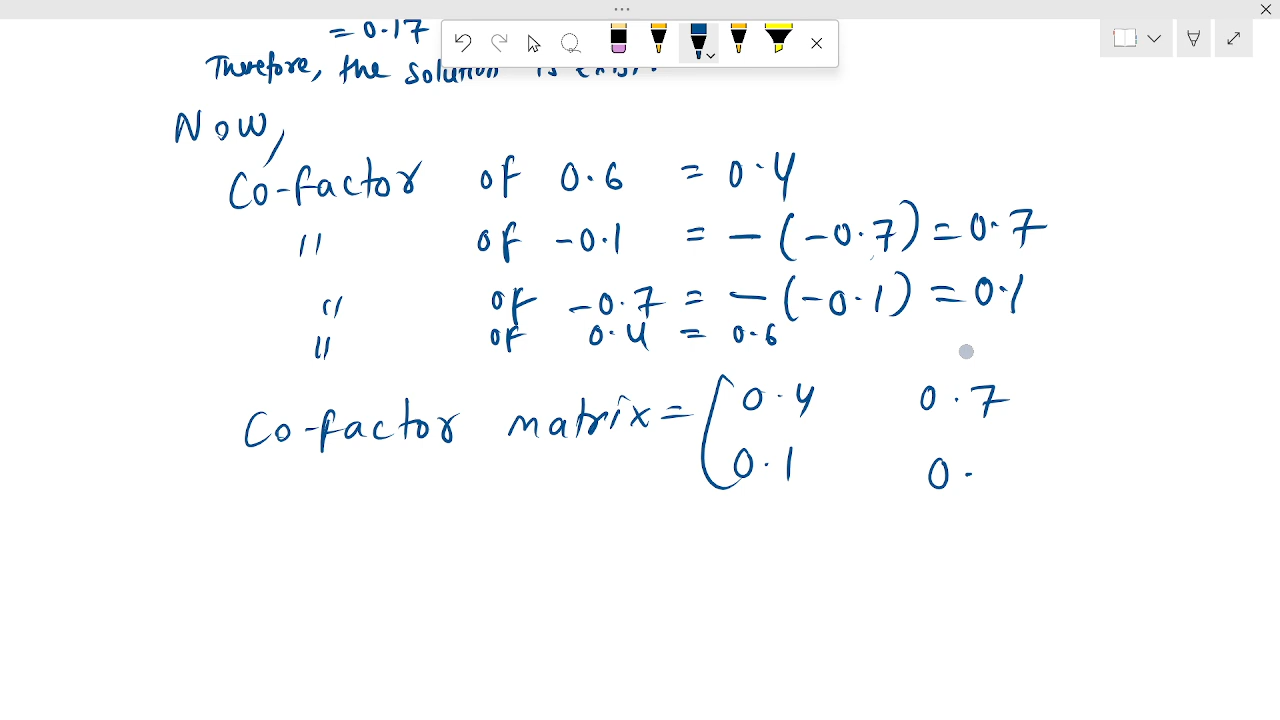 = 0.17
Therefore, the solution is exist.
Now,
Co-factor of 0.6 = 0.4
" of -0.1 = -(-0.7) = 0.7
" of -0.7 = -(-0.1) = 0.1
" of 0.4 = 0.6
Co-factor matrix = [0.4 0.7
0.1 0.